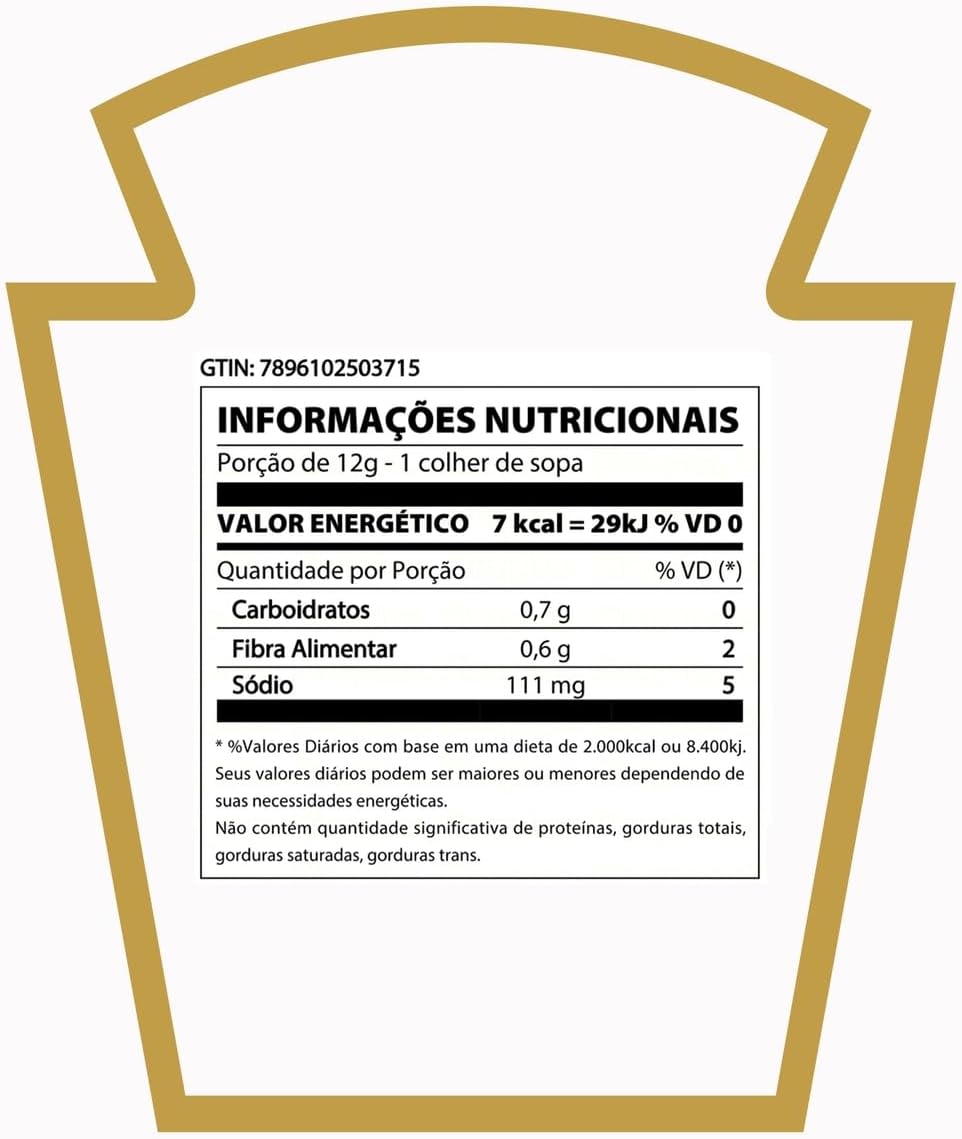 GTIN: 7896102503715
INFORMAÇÕES NUTRICIONAIS
Porção de 12g - 1 colher de sopa
VALOR ENERGÉTICO 7 kcal = 29kJ % VD 0
Quantidade por Porção % VD (*)
Carboidratos 0,7 g 0
Fibra Alimentar 0,6 g 2
Sódio 111 mg 5
* %Valores Diários com base em uma dieta de 2.000kcal ou 8.400kj.
Seus valores diários podem ser maiores ou menores dependendo de
suas necessidades energéticas.
Não contém quantidade significativa de proteínas, gorduras totais,
gorduras saturadas, gorduras trans.